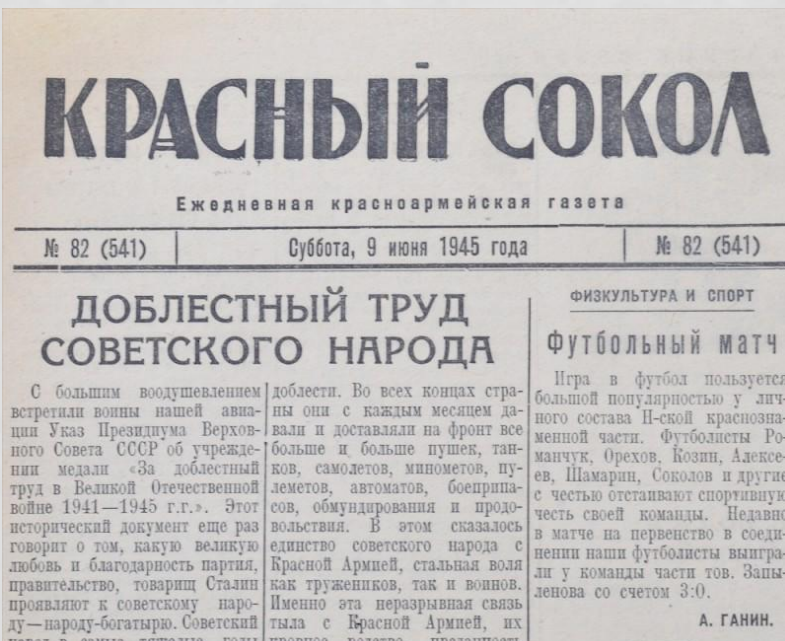 КРАСНЫЙ СОКОЛ
Ежедневная красноармейская газета
№ 82 (541)
Суббота, 9 июня 1945 года
№ 82 (541)
ДОБЛЕСТНЫЙ ТРУД
СОВЕТСКОГО НАРОДА
С большим воодушевлением
встретили воины нашей авиа-
ции Указ Президиума Верхов-
ного Совета СССР об учрежде-
нии медали «За доблестный
труд в Великой Отечественной
войне 1941—1945 г.г.». Этот
исторический документ еще раз
говорит о том, какую великую
любовь и благодарность партия,
правительство, товарищ Сталин
проявляют к советскому наро-
ду—народу-богатырю. Советский
доблести. Во всех концах стра-
ны они с каждым месяцем да-
вали и доставляли на фронт все
больше и больше пушек, тан-
ков, самолетов, минометов, пу-
леметов, автоматов, боеприпа-
сов, обмундирования и продо-
вольствия. В этом сказалось
единство советского народа с
Красной Армией, стальная воля
как тружеников, так и воинов.
Именно эта неразрывная связь
тыла с Красной Армией, их
ФИЗКУЛЬТУРА И СПОРТ
Футбольный матч
Игра в футбол пользуется
большой популярностью у лич-
ного состава Н-ской краснозна-
менной части. Футболисты Ро-
манчук, Орехов, Козин, Алексе-
ев, Шамарин, Соколов и другие
с честью отстаивают спортивную
честь своей команды. Недавно
в матче на первенство в соеди-
нении наши футболисты выигра-
ли у команды части тов. Запы-
ленова со счетом 3:0.
А. ГАНИН.